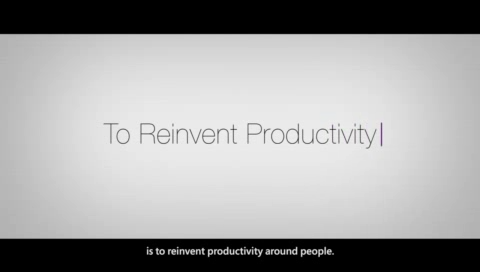 To Reinvent Productivity
is to reinvent productivity around people.